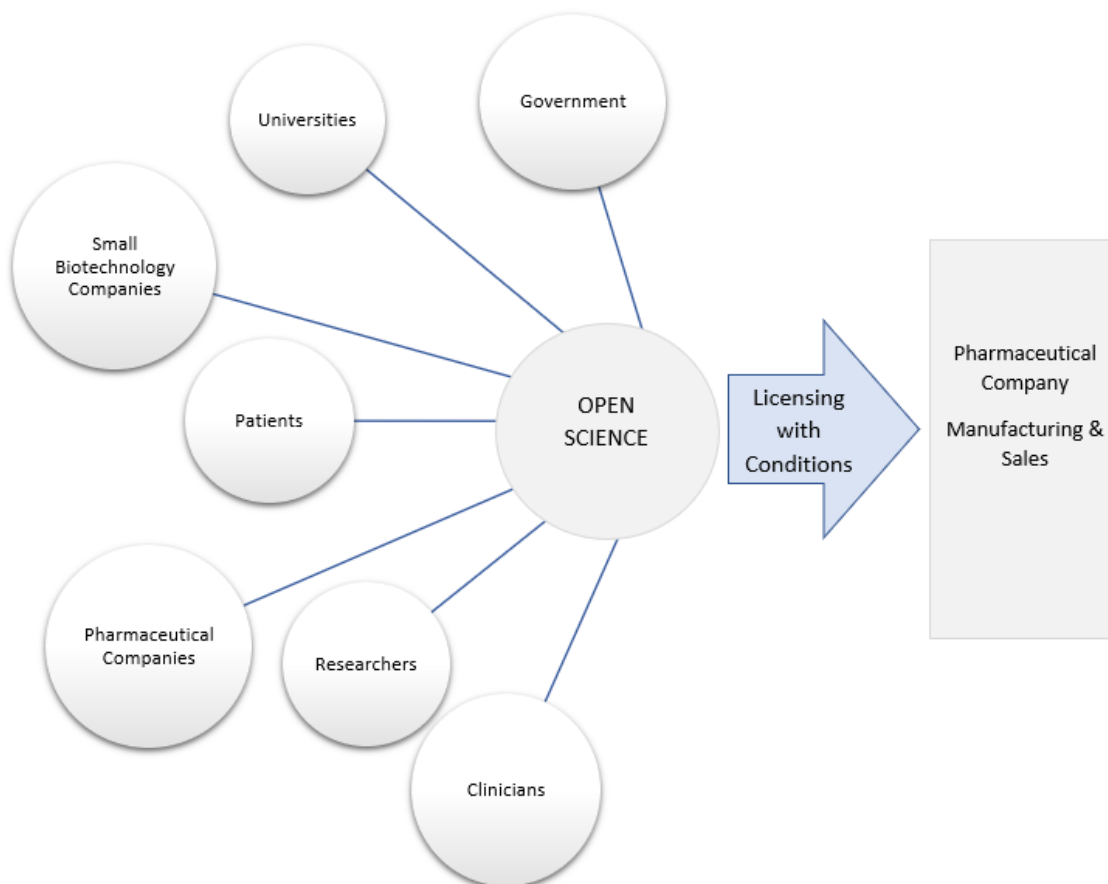 Government
Universities
Small
Biotechnology
Companies
Patients
OPEN
SCIENCE
Licensing
with
Conditions
Pharmaceutical
Company
Manufacturing &
Sales
Pharmaceutical
Companies
Researchers
Clinicians